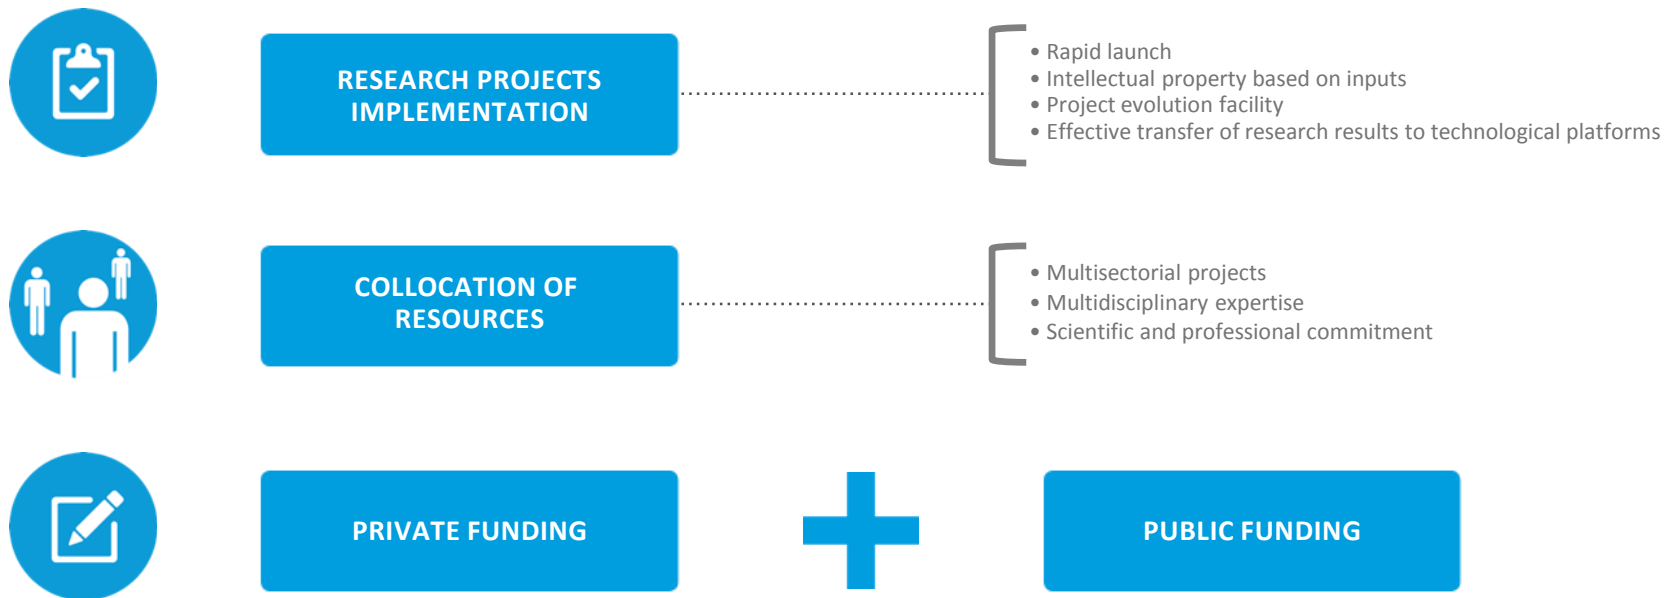 RESEARCH PROJECTS
IMPLEMENTATION
• Rapid launch
• Intellectual property based on inputs
• Project evolution facility
• Effective transfer of research results to technological platforms
COLLOCATION OF
RESOURCES
• Multisectorial projects
• Multidisciplinary expertise
• Scientific and professional commitment
PRIVATE FUNDING
PUBLIC FUNDING